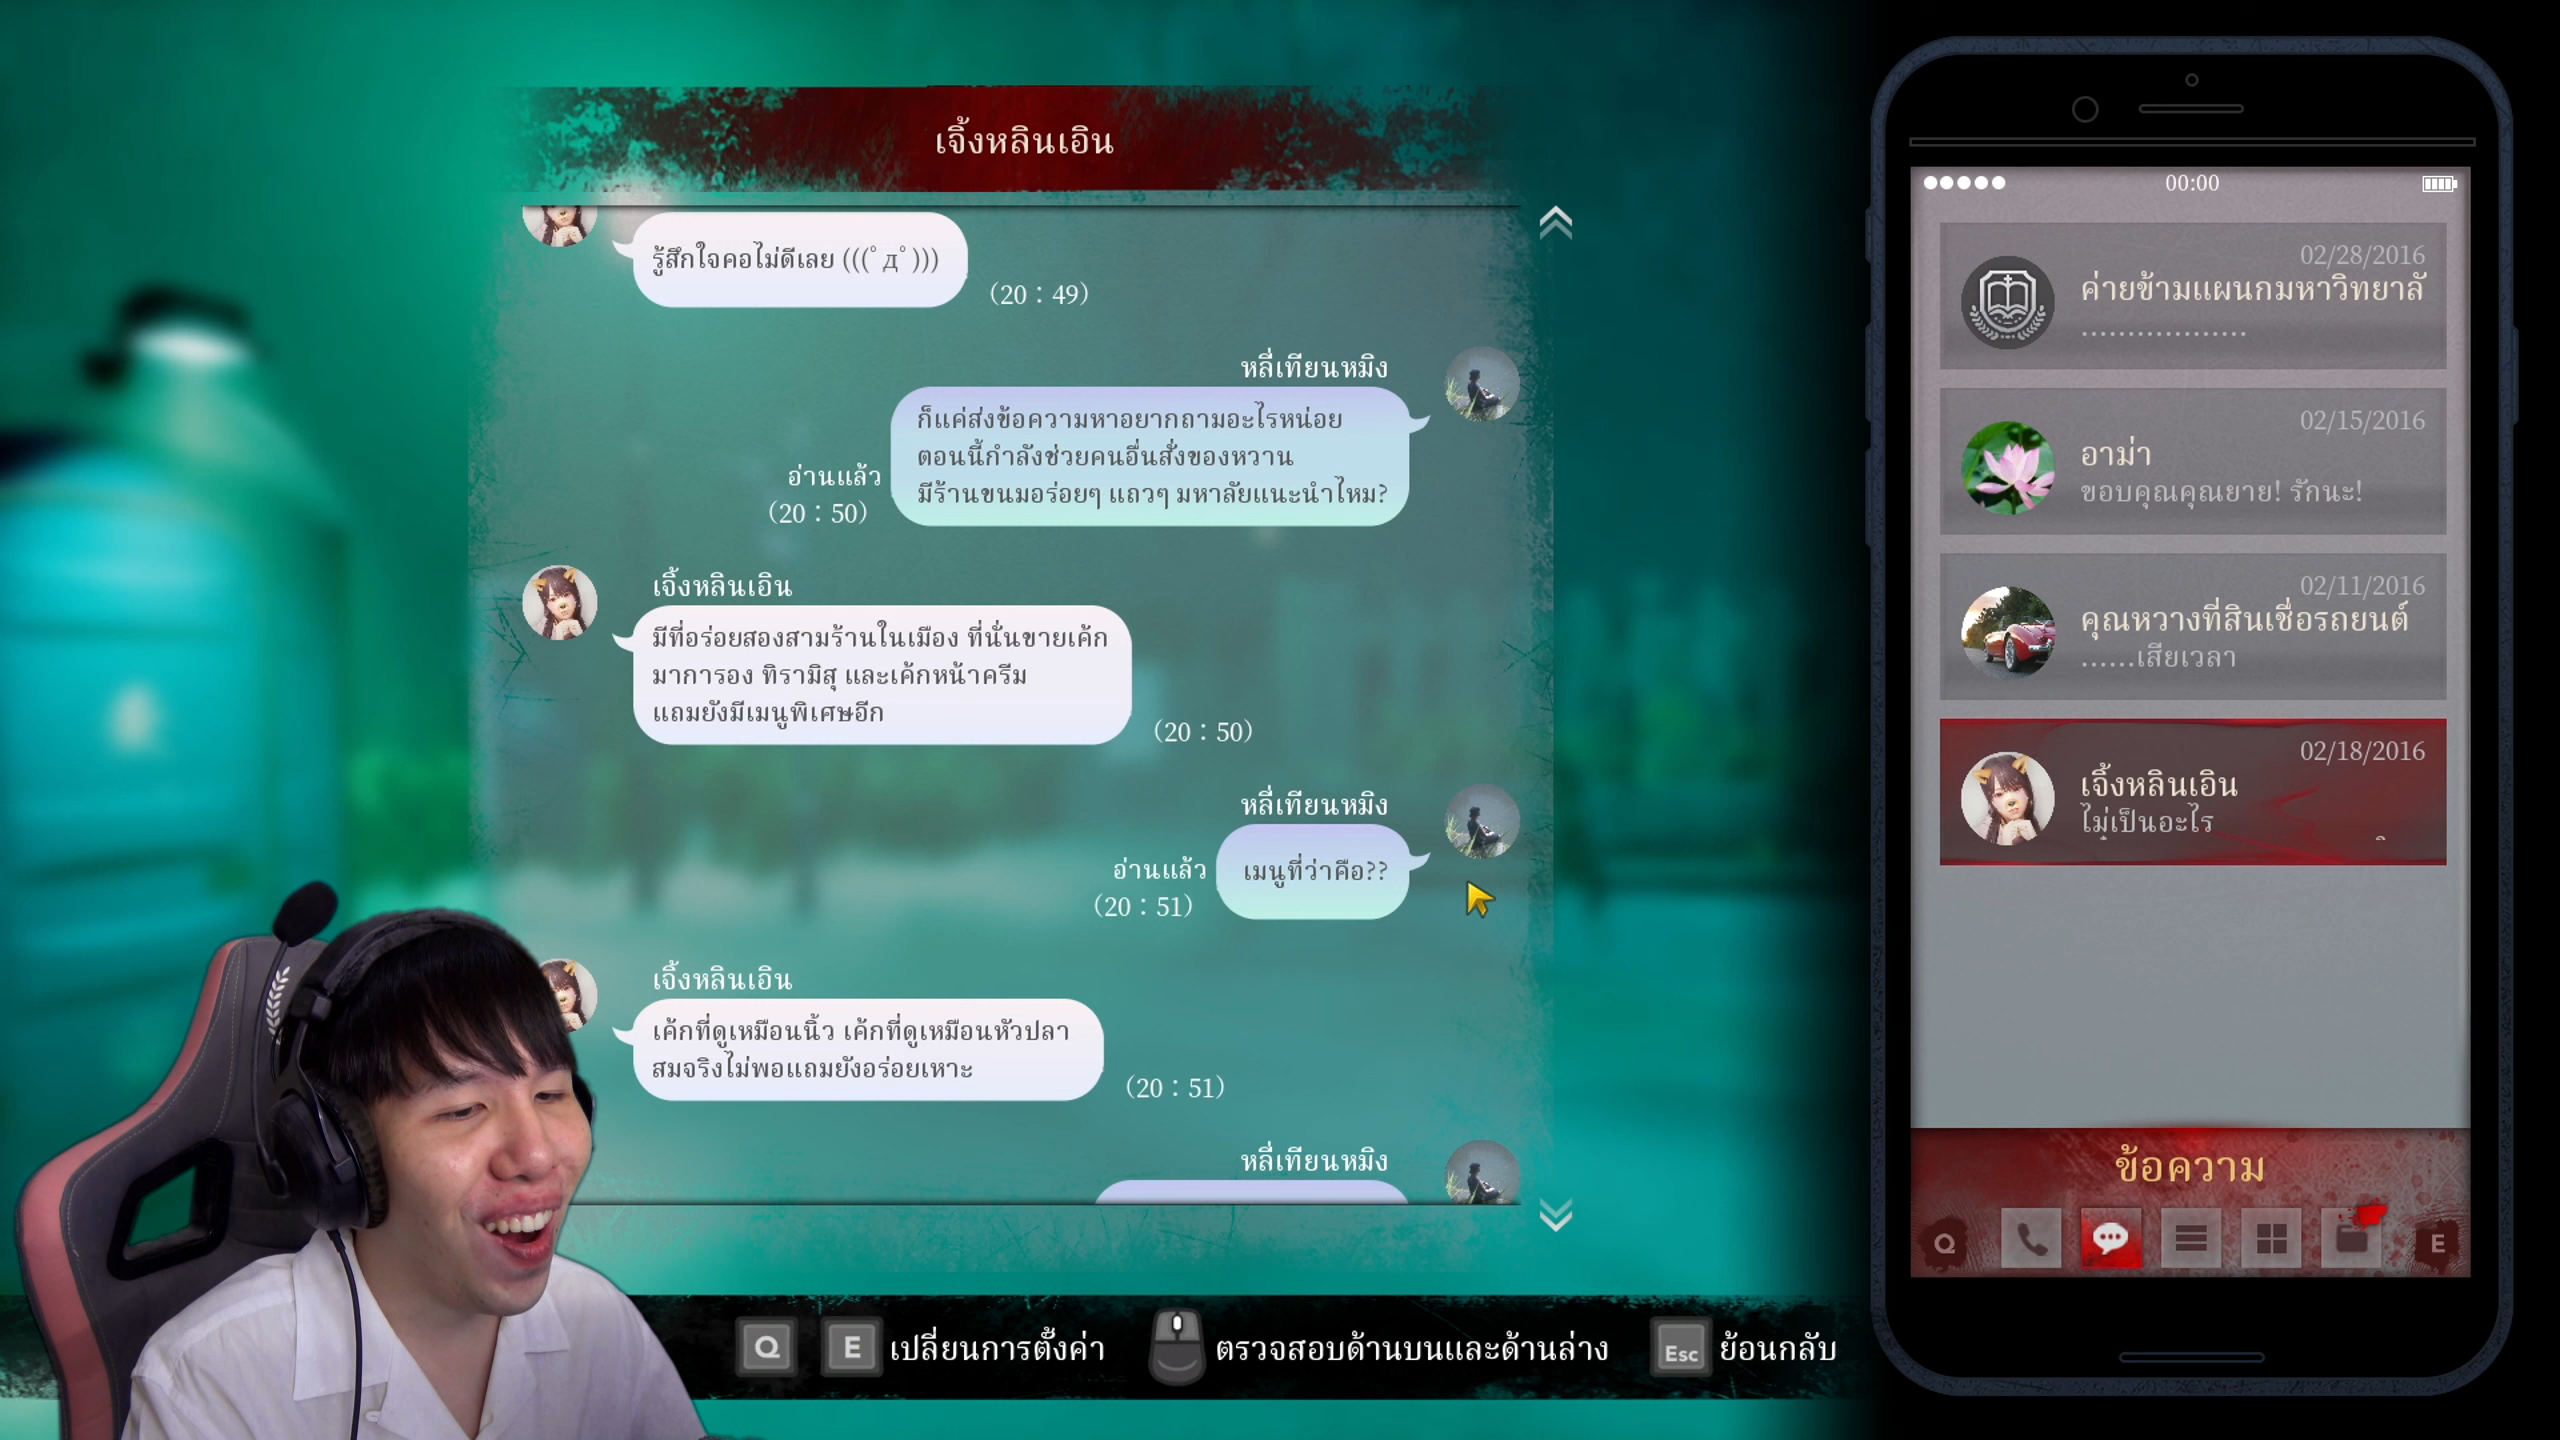 เจิ้งหลินเอิน
รู้สึกใจคอไม่ดีเลย (((ﾟдﾟ)))
(20：49)
หลี่เทียนหมิง
ก็แค่ส่งข้อความหาอยากถามอะไรหน่อย
ตอนนี้กำลังช่วยคนอื่นสั่งของหวาน
มีร้านขนมอร่อยๆ แถวๆ มหาลัยแนะนำไหม?
อ่านแล้ว
(20：50)
เจิ้งหลินเอิน
มีที่อร่อยสองสามร้านในเมือง ที่นั่นขายเค้ก
มาการอง ทิรามิสุ และเค้กหน้าครีม
แถมยังมีเมนูพิเศษอีก
(20：50)
หลี่เทียนหมิง
เมนูที่ว่าคือ??
อ่านแล้ว
(20：51)
เจิ้งหลินเอิน
เค้กที่ดูเหมือนนิ้ว เค้กที่ดูเหมือนหัวปลา
สมจริงไม่พอแถมยังอร่อยเหาะ
(20：51)
หลี่เทียนหมิง
Q E เปลี่ยนการตั้งค่า ตรวจสอบด้านบนและด้านล่าง Esc ย้อนกลับ
00:00
02/28/2016
ค่ายข้ามแผนกมหาวิทยาลั
..................
02/15/2016
อาม่า
ขอบคุณคุณยาย! รักนะ!
02/11/2016
คุณหวางที่สินเชื่อรถยนต์
......เสียเวลา
02/18/2016
เจิ้งหลินเอิน
ไม่เป็นอะไร
ข้อความ
Q E